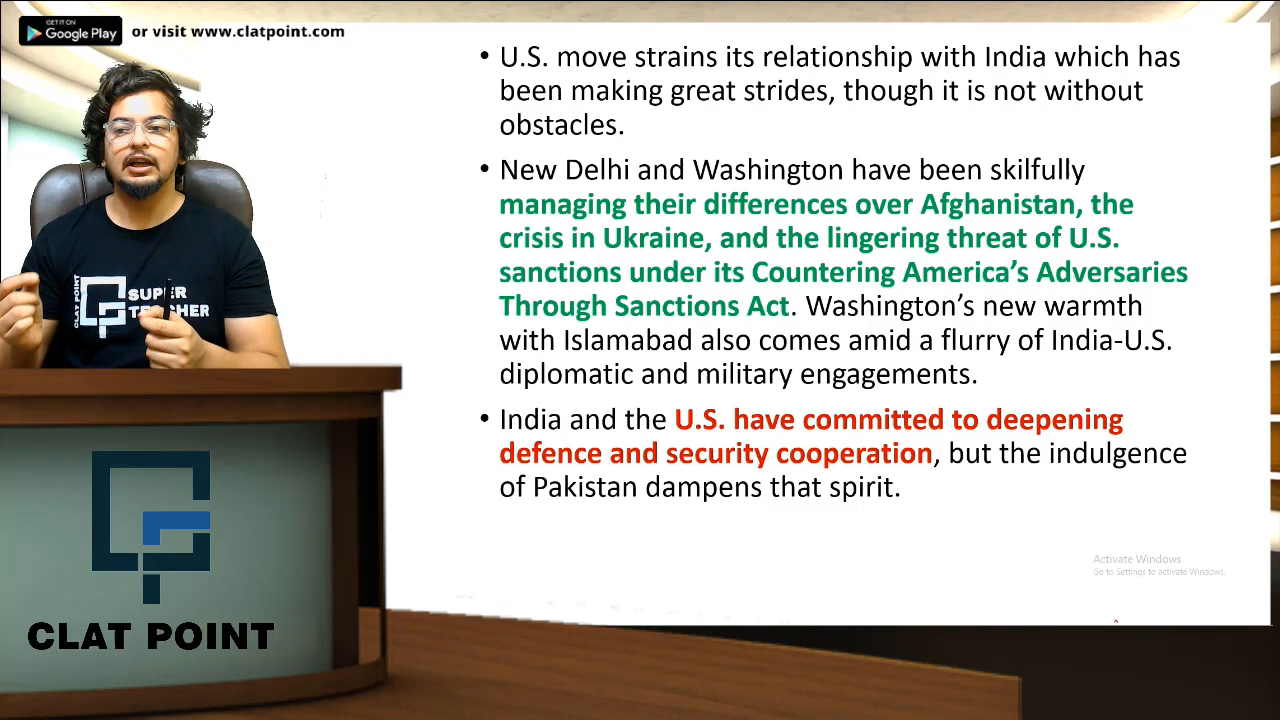 GET IT ON
Google Play
or visit www.clatpoint.com
• U.S. move strains its relationship with India which has
been making great strides, though it is not without
obstacles.
• New Delhi and Washington have been skilfully
managing their differences over Afghanistan, the
crisis in Ukraine, and the lingering threat of U.S.
sanctions under its Countering America's Adversaries
Through Sanctions Act. Washington's new warmth
with Islamabad also comes amid a flurry of India-U.S.
diplomatic and military engagements.
• India and the U.S. have committed to deepening
defence and security cooperation, but the indulgence
of Pakistan dampens that spirit.
CLAT POINT
SUPER
TEACHER
CLAT POINT
Activate Windows
Go to Settings to activate Windows.